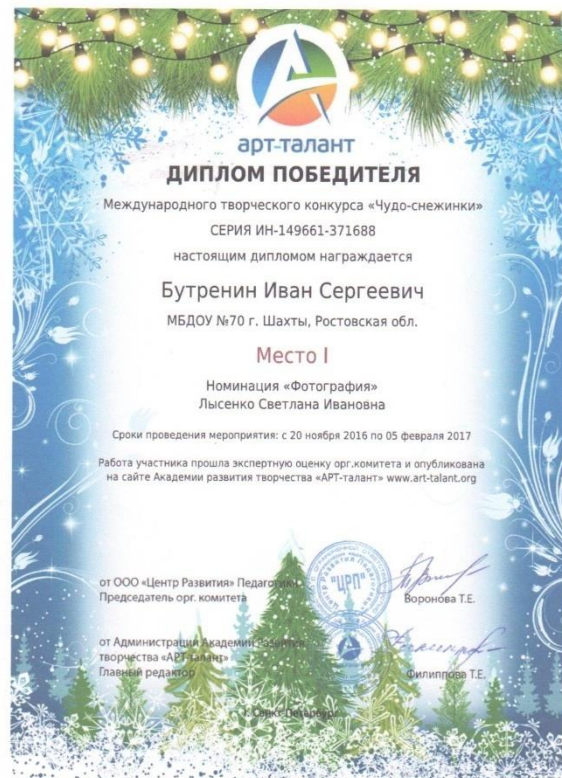 арт-талант
ДИПЛОМ ПОБЕДИТЕЛЯ
Международного творческого конкурса «Чудо-снежинки»
СЕРИЯ ИН-149661-371688
настоящим дипломом награждается
Бутренин Иван Сергеевич
МБДОУ №70 г. Шахты, Ростовская обл.
Место I
Номинация «Фотография»
Лысенко Светлана Ивановна
Сроки проведения мероприятия: с 20 ноября 2016 по 05 февраля 2017
Работа участника прошла экспертную оценку орг.комитета и опубликована
на сайте Академии развития творчества «АРТ-талант» www.art-talant.org
от ООО «Центр Развития» Педагогики
Председатель орг. комитета
"ЦРП"
Воронова Т.Е.
от Администрации Академии развития
творчества «АРТ-талант»
Главный редактор
Филиппова Т.Е.
г. Санкт-Петербург